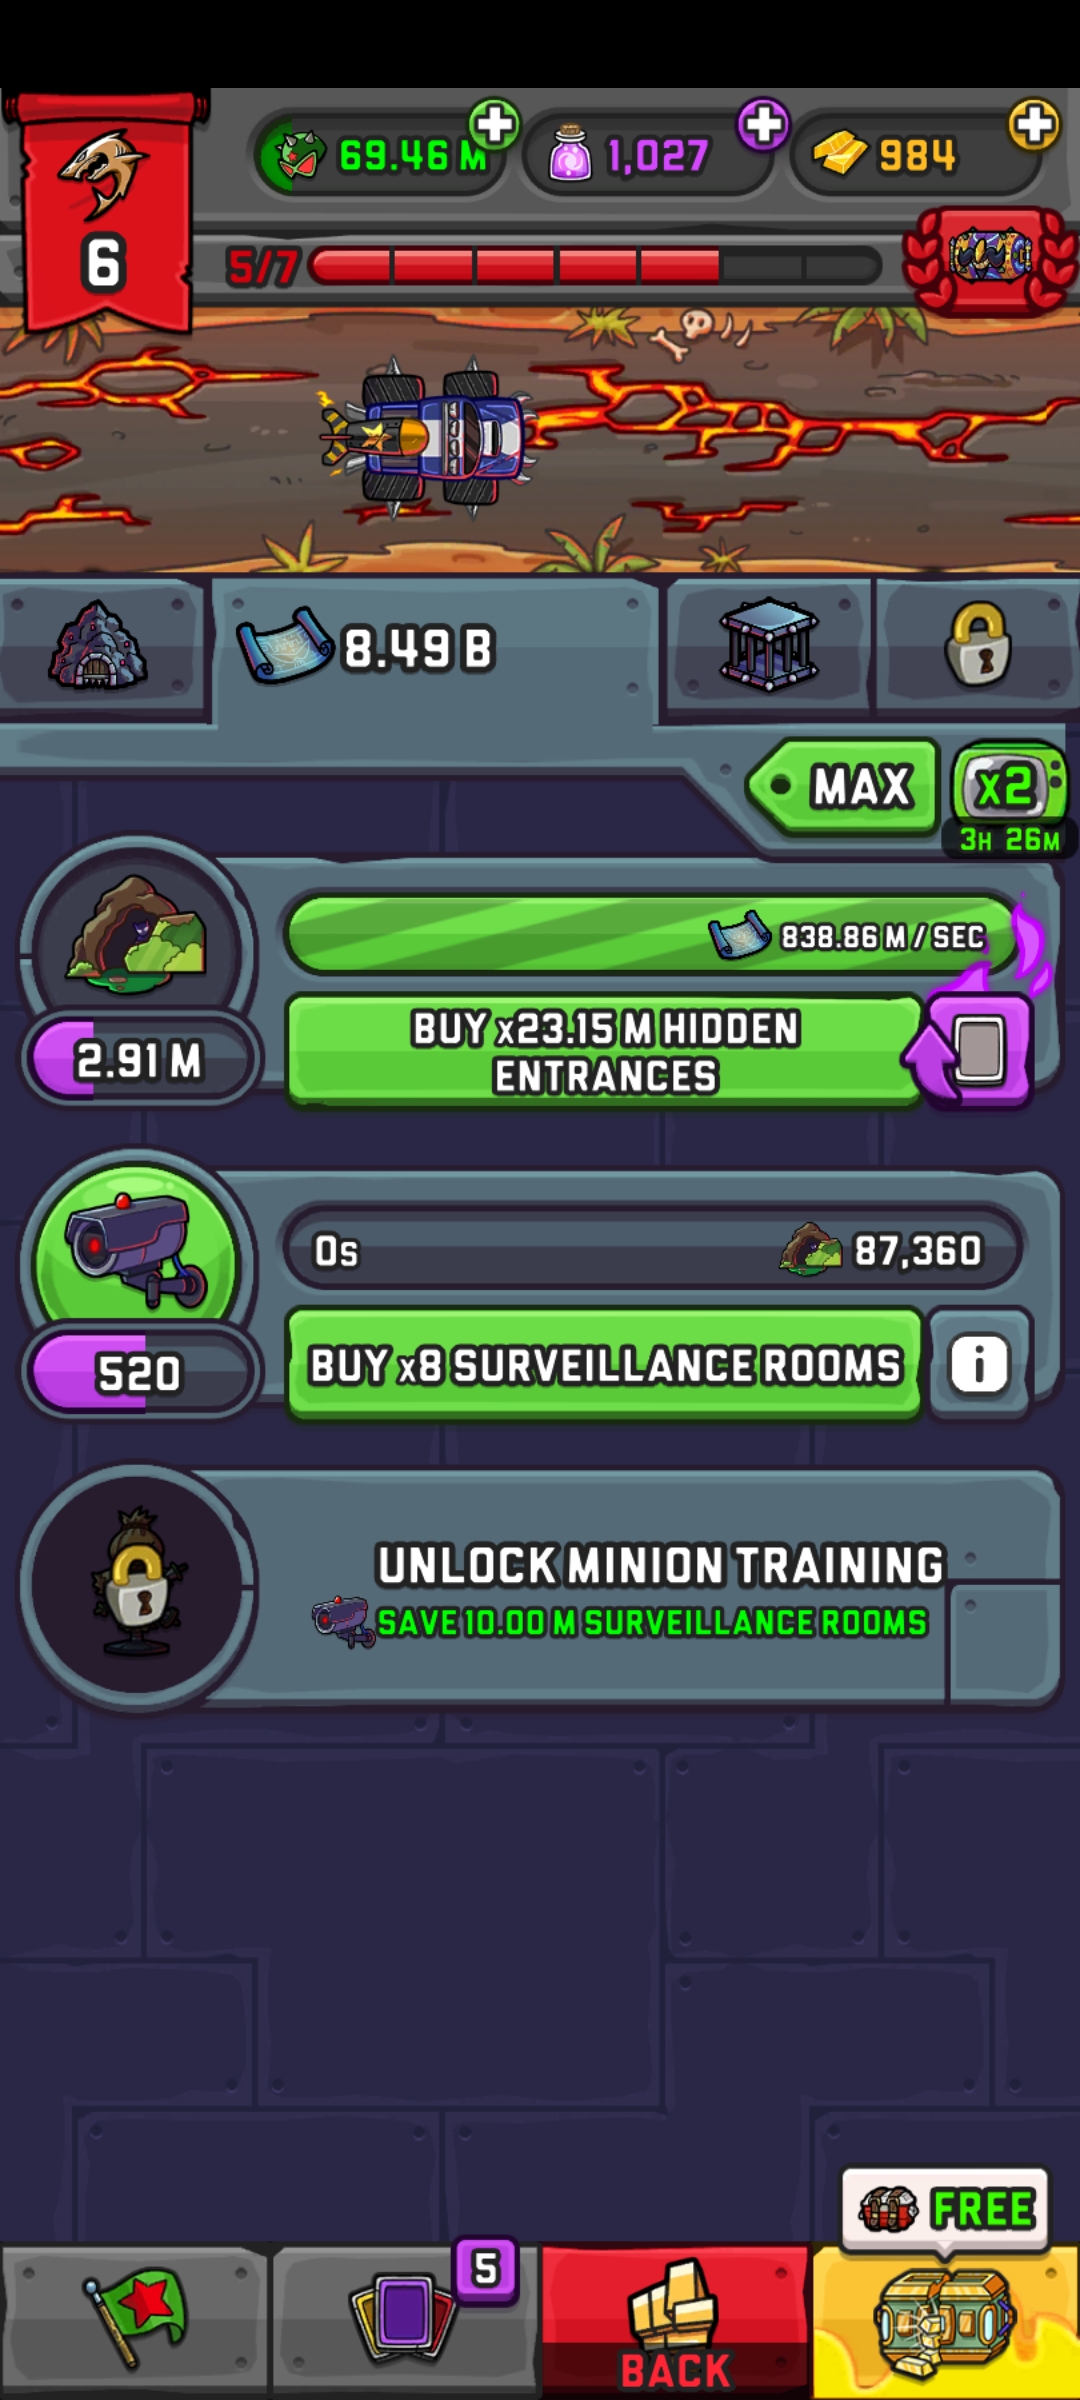 69.46 M
1,027
984
6
5/7
8.49 B
MAX
x2
3H 26M
838.86 M / SEC
BUY x23.15 M HIDDEN
ENTRANCES
2.91 M
0s
87,360
BUY x8 SURVEILLANCE ROOMS
i
520
UNLOCK MINION TRAINING
SAVE 10.00 M SURVEILLANCE ROOMS
FREE
5
BACK